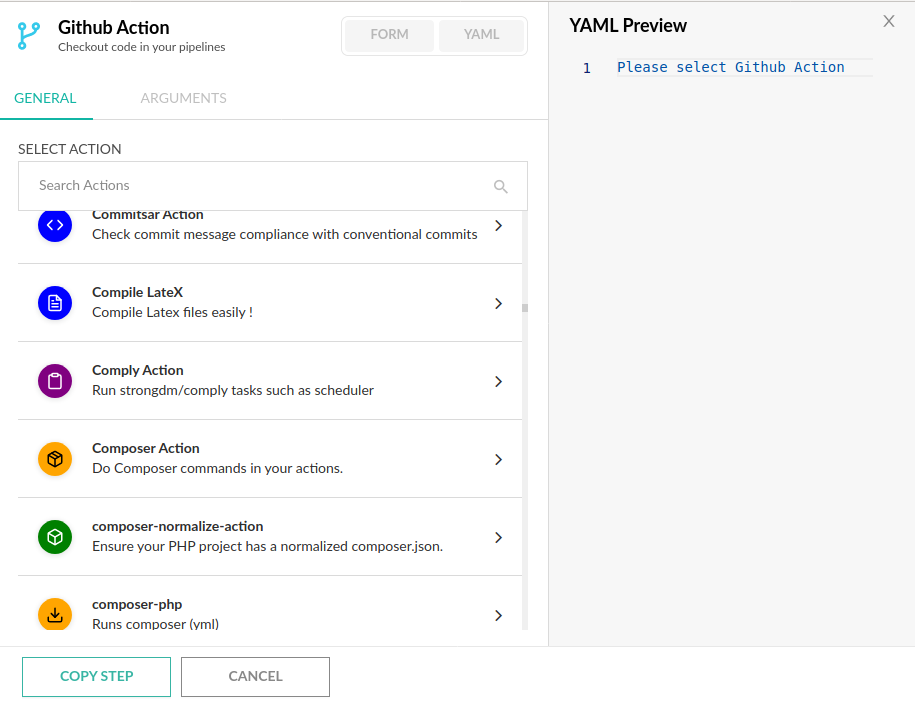 Github Action
Checkout code in your pipelines
FORM
YAML
GENERAL
ARGUMENTS
SELECT ACTION
Search Actions
Commitsar Action
Check commit message compliance with conventional commits
Compile LateX
Compile Latex files easily !
Comply Action
Run strongdm/comply tasks such as scheduler
Composer Action
Do Composer commands in your actions.
composer-normalize-action
Ensure your PHP project has a normalized composer.json.
composer-php
Runs composer (yml)
COPY STEP
CANCEL
YAML Preview
1 Please select Github Action